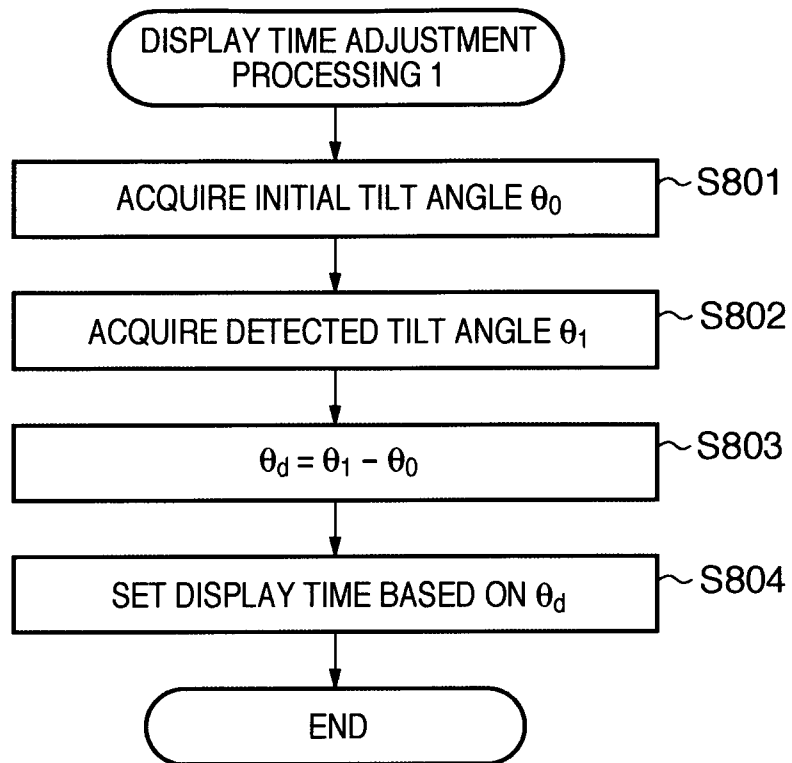 DISPLAY TIME ADJUSTMENT
PROCESSING 1
ACQUIRE INITIAL TILT ANGLE θ₀
S801
ACQUIRE DETECTED TILT ANGLE θ₁
S802
θd = θ₁ − θ₀
S803
SET DISPLAY TIME BASED ON θd
S804
END